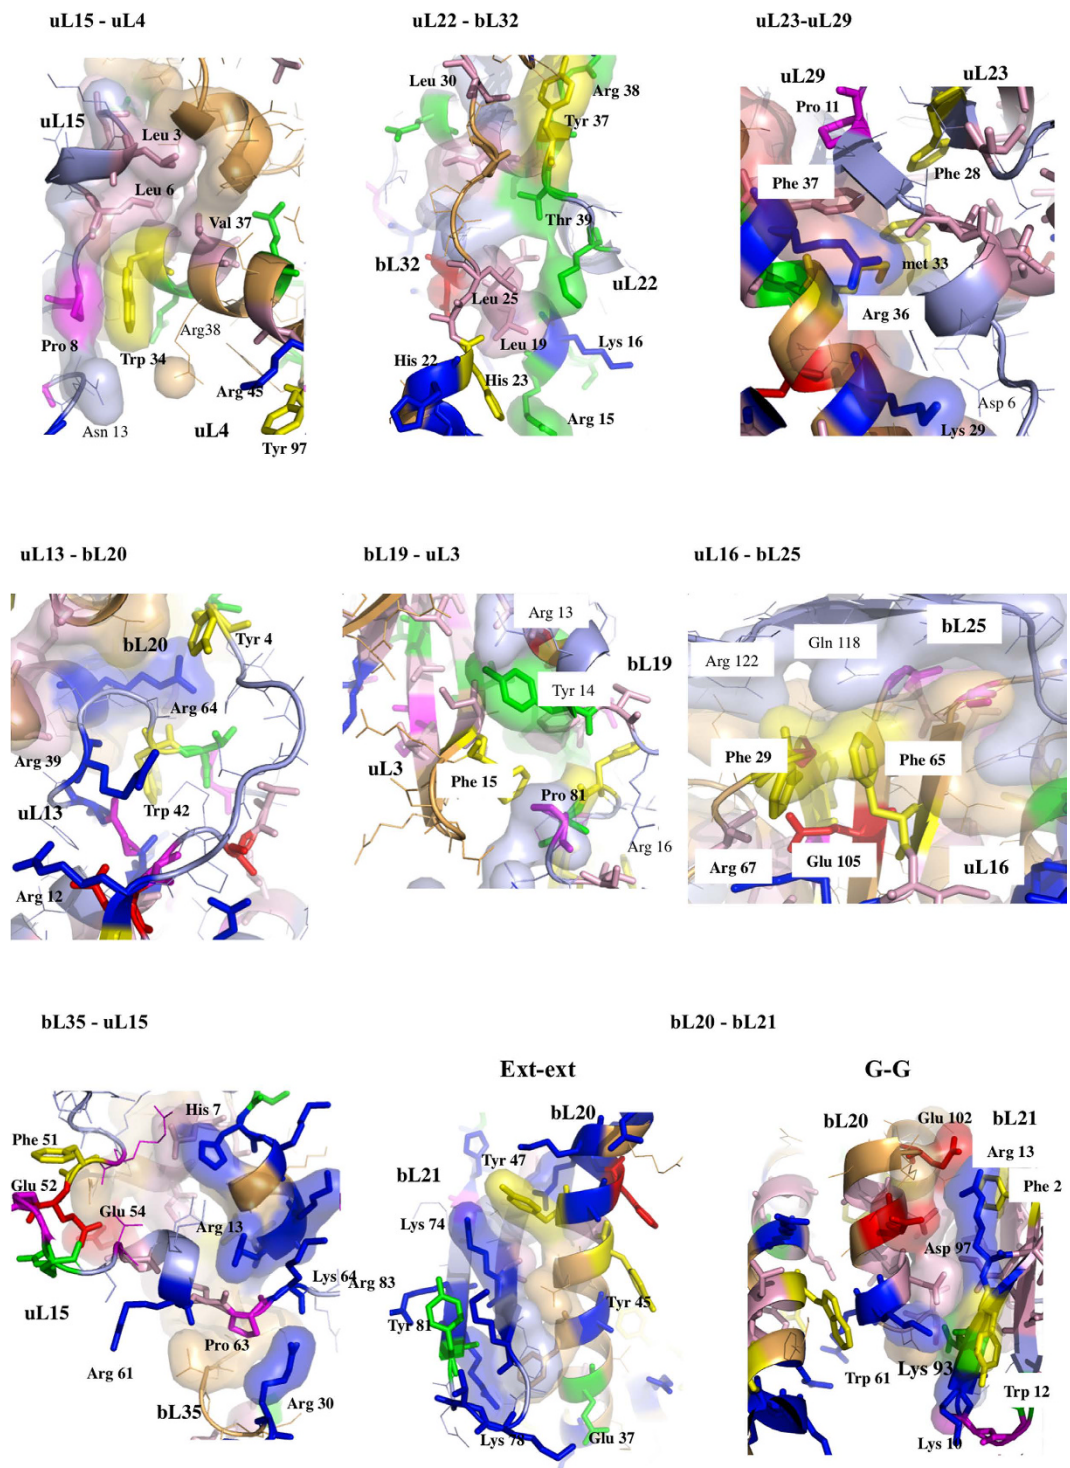 uL15 - uL4
uL22 - bL32
uL23-uL29
uL15
Leu 3
Leu 6
Val 37
Pro 8
Trp 34
Arg38
Arg 45
Asn 13
uL4
Tyr 97
Leu 30
Arg 38
Tyr 37
Thr 39
bL32
uL22
Leu 25
Leu 19
Lys 16
His 22
His 23
Arg 15
uL29
uL23
Pro 11
Phe 28
Phe 37
met 33
Arg 36
Asp 6
Lys 29
uL13 - bL20
bL19 - uL3
uL16 - bL25
bL20
Tyr 4
Arg 64
Arg 39
uL13
Trp 42
Arg 12
Arg 13
bL19
Tyr 14
uL3
Phe 15
Pro 81
Arg 16
Gln 118
bL25
Arg 122
Phe 29
Phe 65
Arg 67
Glu 105
uL16
bL35 - uL15
bL20 - bL21
Ext-ext
G-G
His 7
Phe 51
Glu 52
Glu 54
Arg 13
Lys 64
uL15
Pro 63
Arg 61
bL35
Arg 30
bL20
bL21
Tyr 47
Lys 74
Arg 83
Tyr 45
Tyr 81
Lys 78
Glu 37
bL20
Glu 102
bL21
Arg 13
Phe 2
Asp 97
Trp 61
Lys 93
Trp 12
Lys 10